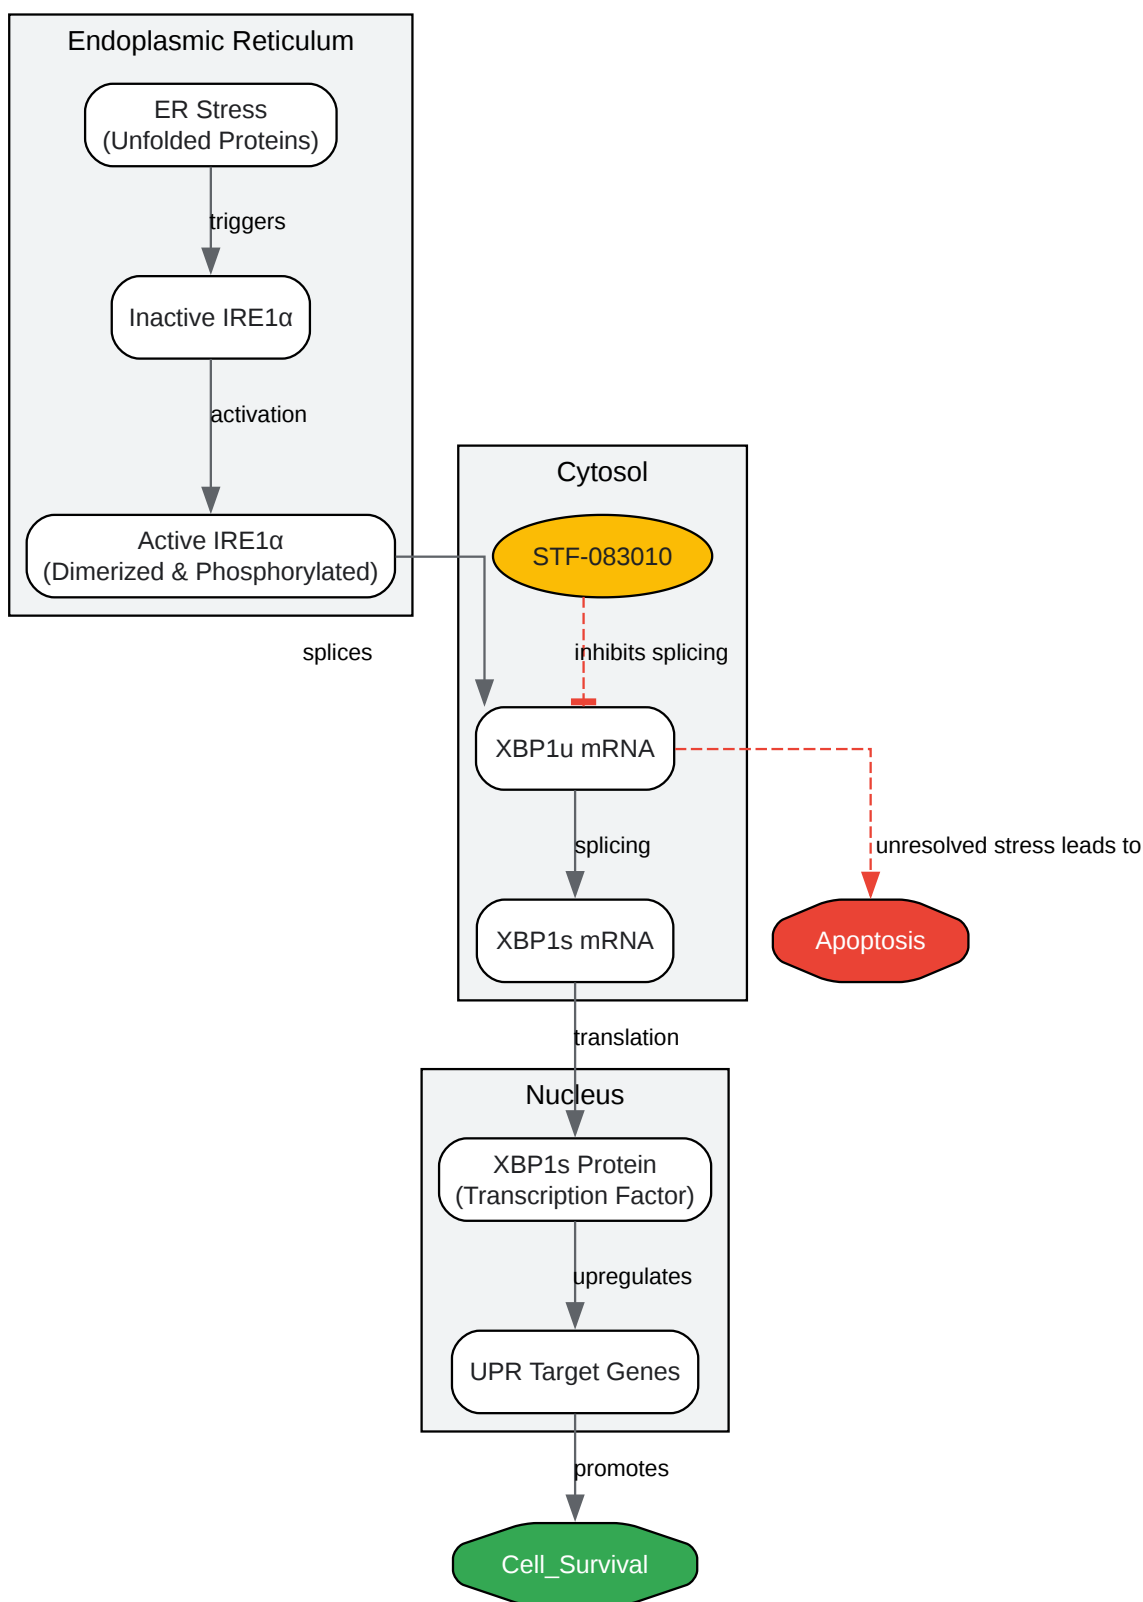 Endoplasmic Reticulum
ER Stress
(Unfolded Proteins)
triggers
Inactive IRE1α
activation
Active IRE1α
(Dimerized & Phosphorylated)
splices
Cytosol
STF-083010
inhibits splicing
XBP1u mRNA
splicing
unresolved stress leads to
XBP1s mRNA
Apoptosis
translation
Nucleus
XBP1s Protein
(Transcription Factor)
upregulates
UPR Target Genes
promotes
Cell_Survival